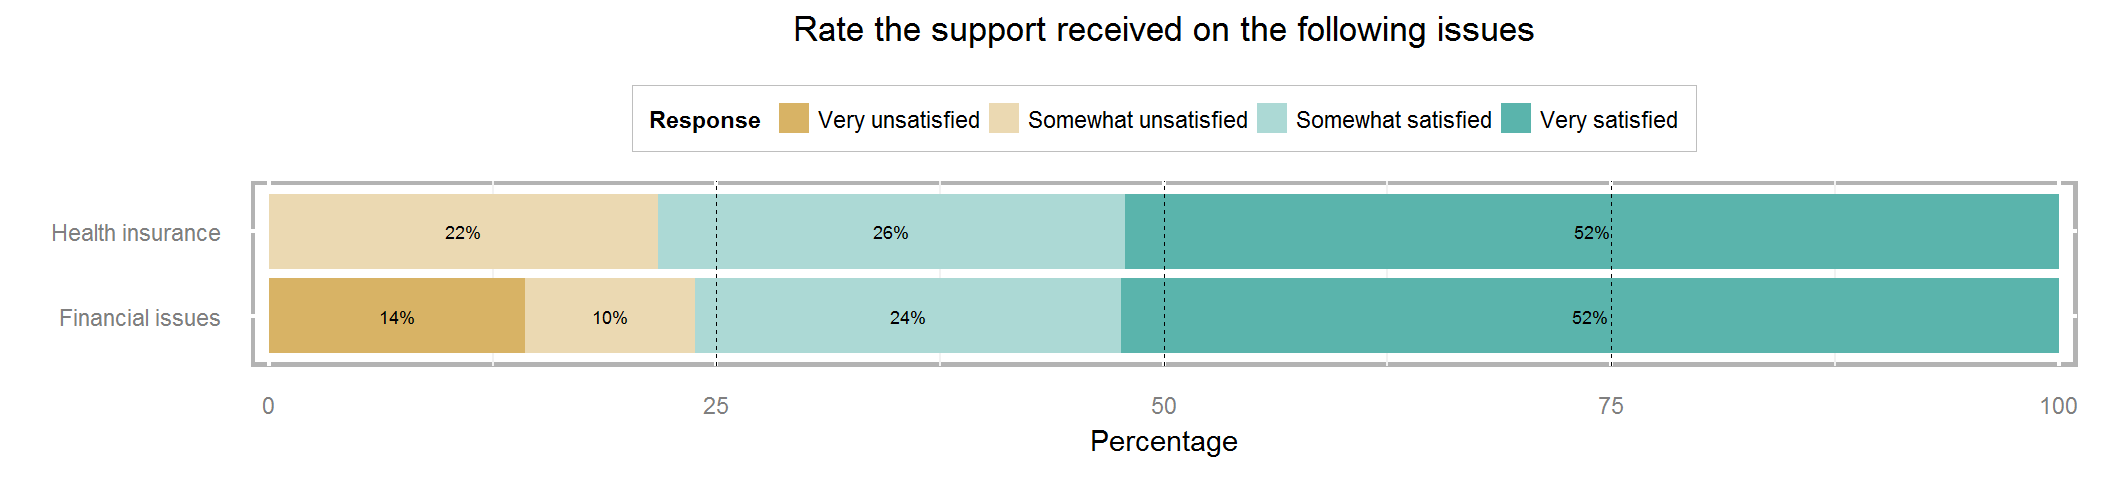 Rate the support received on the following issues
Response Very unsatisfied Somewhat unsatisfied Somewhat satisfied Very satisfied
Health insurance 22% 26% 52%
Financial issues 14% 10% 24% 52%
0 25 50 75 100
Percentage